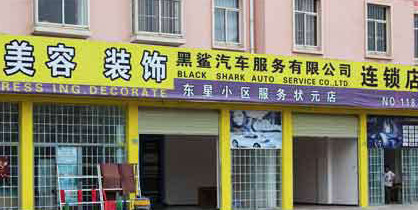 美容 装饰
RESS ING.DECORATE
黑鲨汽车服务有限公司
BLACK SHARK AUTO SERVICE CO.,LTD
连锁店
东星小区服务状元店
NO 118